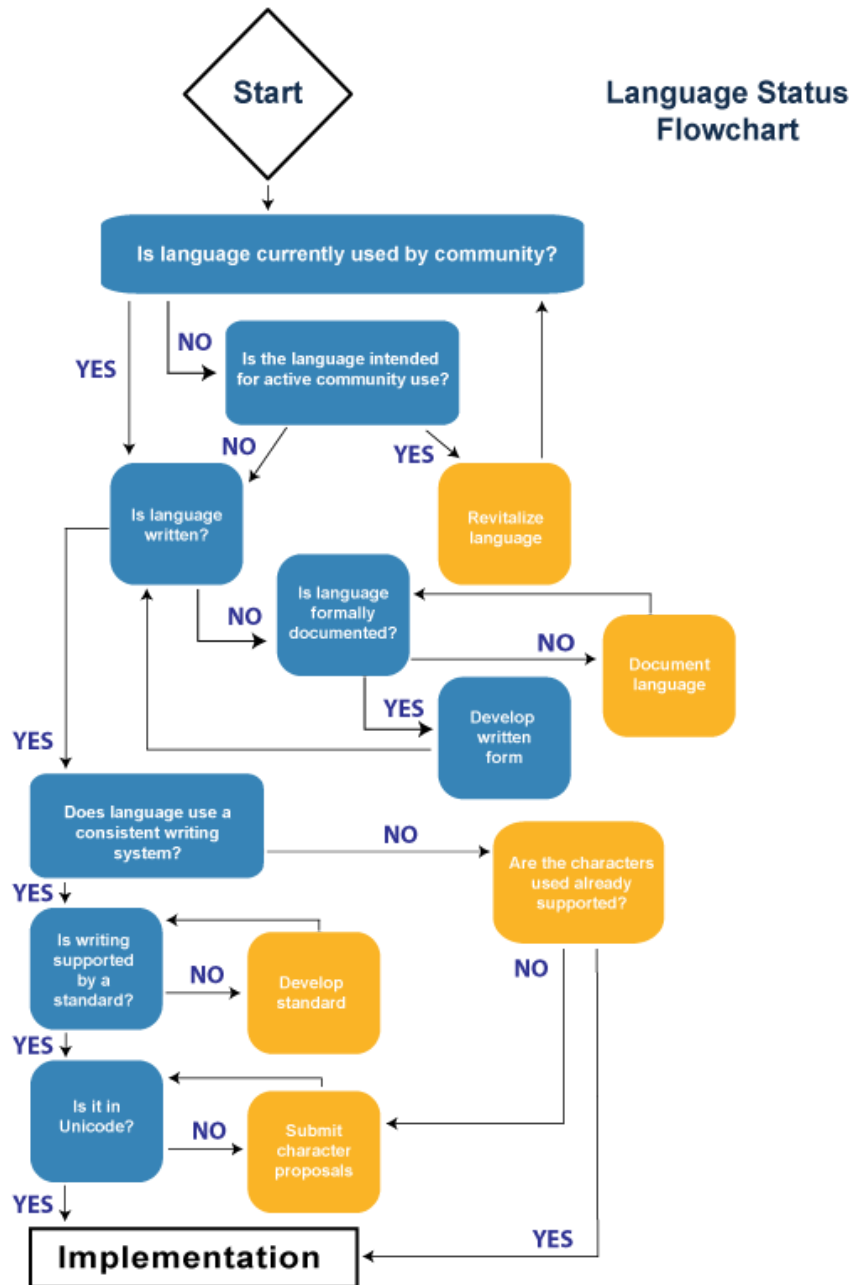 Start
Language Status
Flowchart
Is language currently used by community?
NO
YES
Is the language intended
for active community use?
NO
YES
Is language
written?
Revitalize
language
Is language
formally
documented?
NO
NO
Document
language
YES
Develop
written
form
YES
Does language use a
consistent writing
system?
NO
Are the characters
used already
supported?
YES
Is writing
supported
by a
standard?
NO
Develop
standard
NO
YES
Is it in
Unicode?
NO
Submit
character
proposals
YES
YES
Implementation